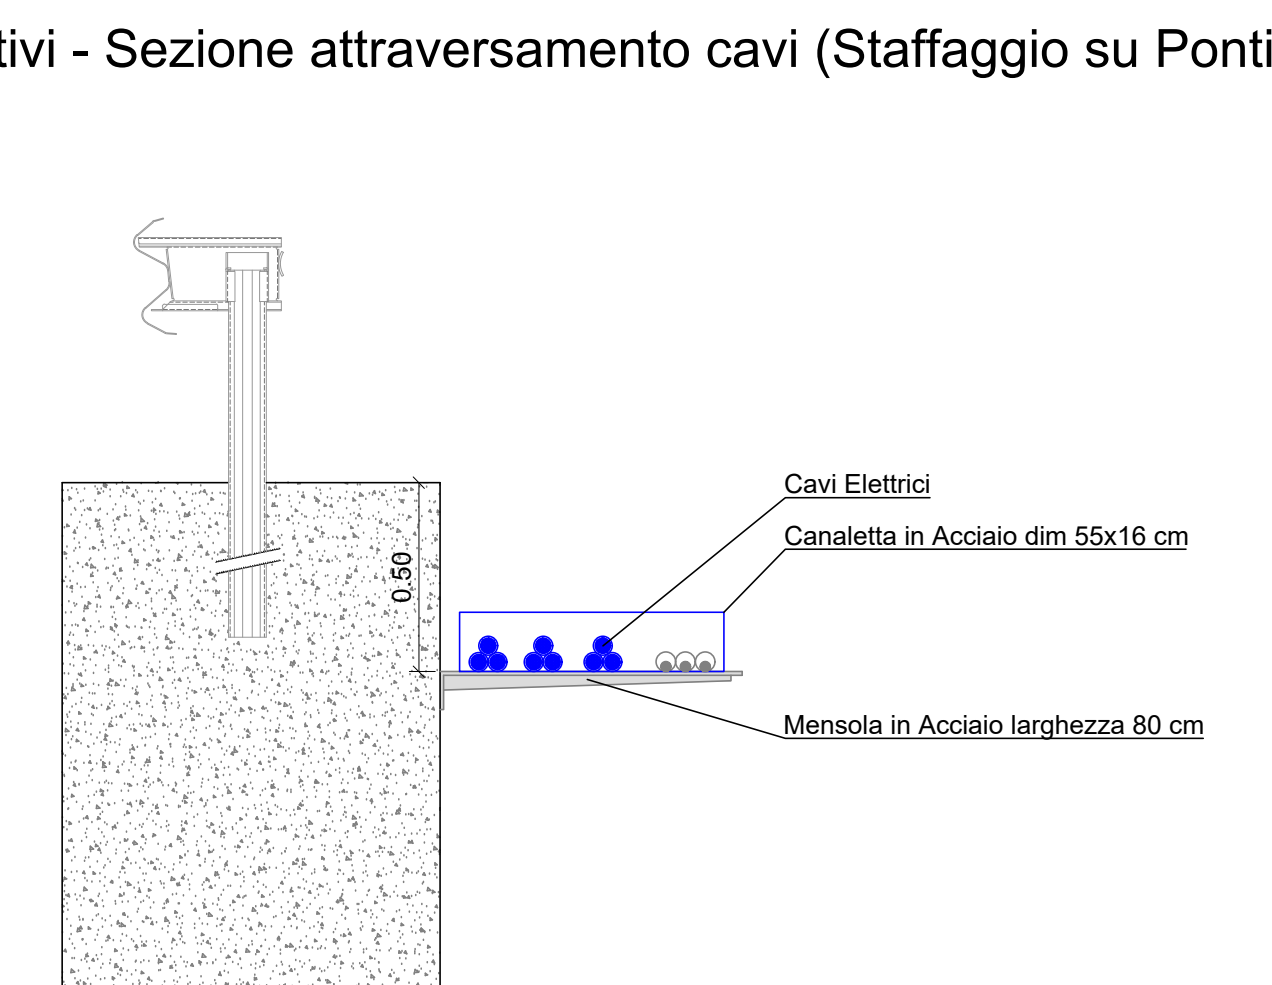 tivi - Sezione attraversamento cavi (Staffaggio su Ponti
Cavi Elettrici
Canaletta in Acciaio dim 55x16 cm
0.50
Mensola in Acciaio larghezza 80 cm